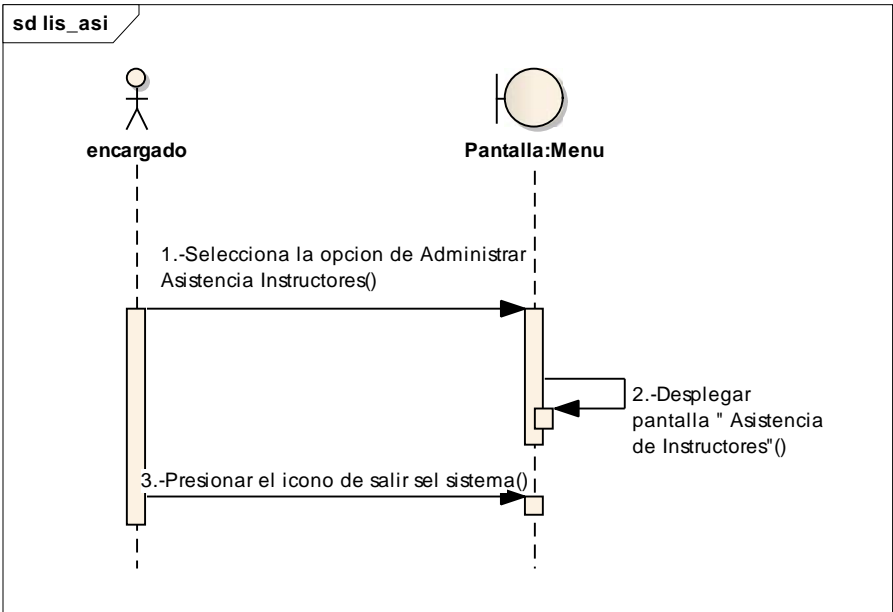 sd lis_asi
encargado
Pantalla:Menu
1.-Selecciona la opcion de Administrar
Asistencia Instructores()
2.-Desplegar
pantalla " Asistencia
de Instructores"()
3.-Presionar el icono de salir sel sistema()